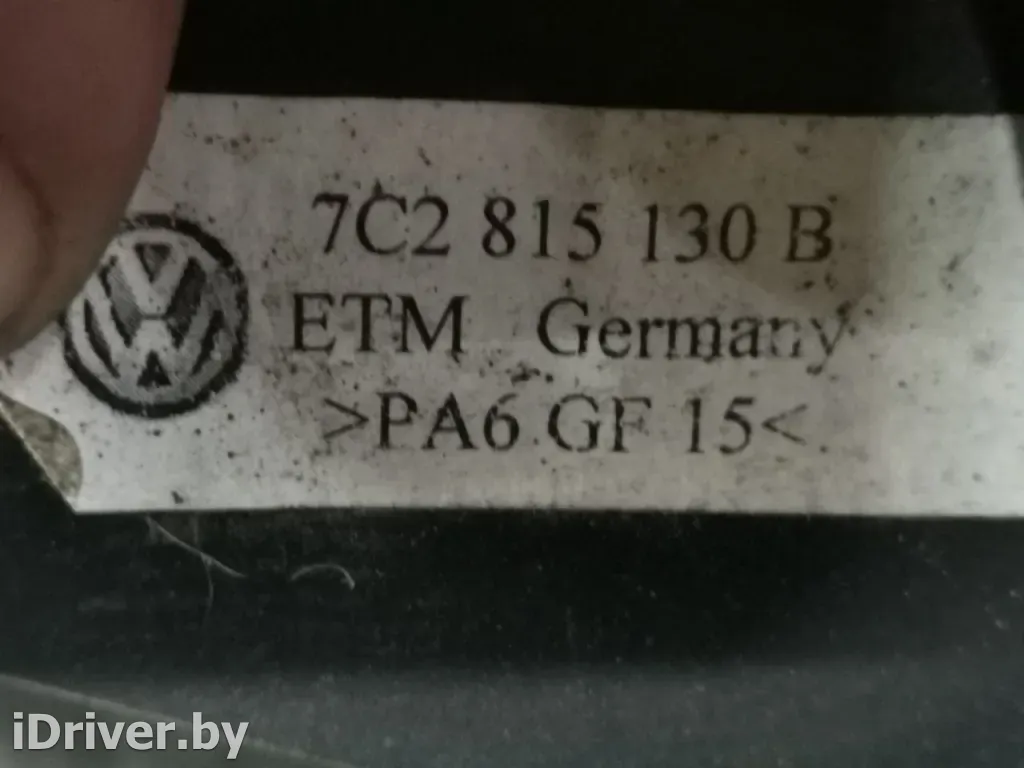 7C2 815 130 B
ETM Germany
>PA6 GF 15<
iDriver.by